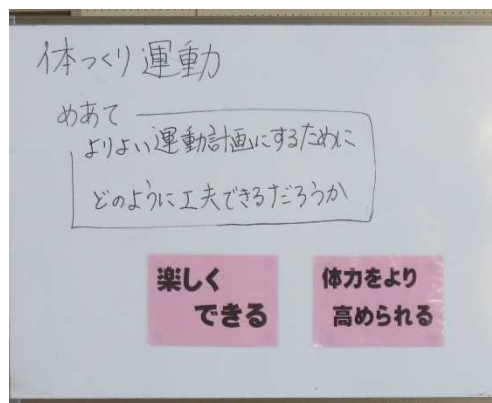 体つくり運動
めあて
よりよい運動計画にするために
どのように工夫できるだろうか
楽しく
できる
体力をより
高められる